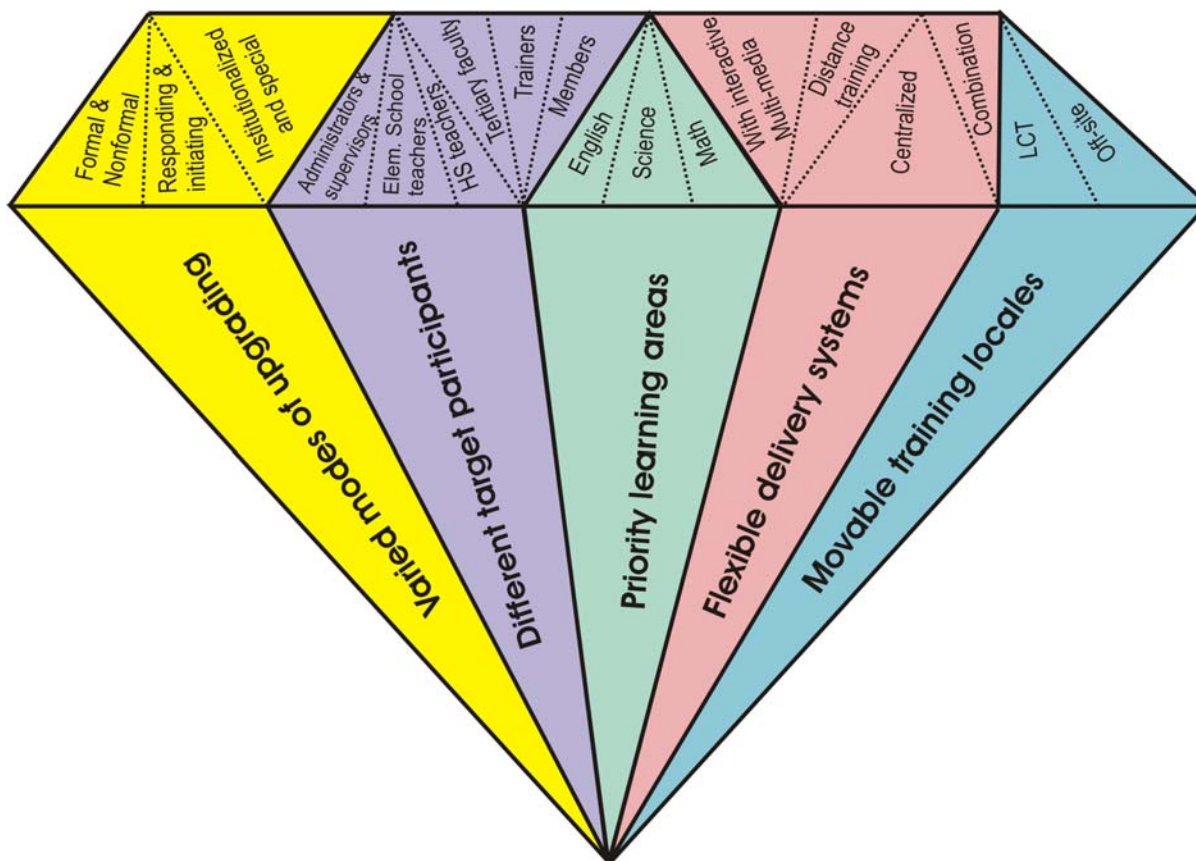 Formal &
Nonformal
Responding &
initiating
Institutionalized
and special
Administrators &
supervisors
Elem. School
teachers
HS teachers
Tertiary faculty
Trainers
Members
English
Science
Math
With interactive
Multi-media
Distance
training
Centralized
Combination
LCT
Off-site
Varied modes of
upgrading
Different target participants
Priority learning areas
Flexible delivery systems
Movable training locales